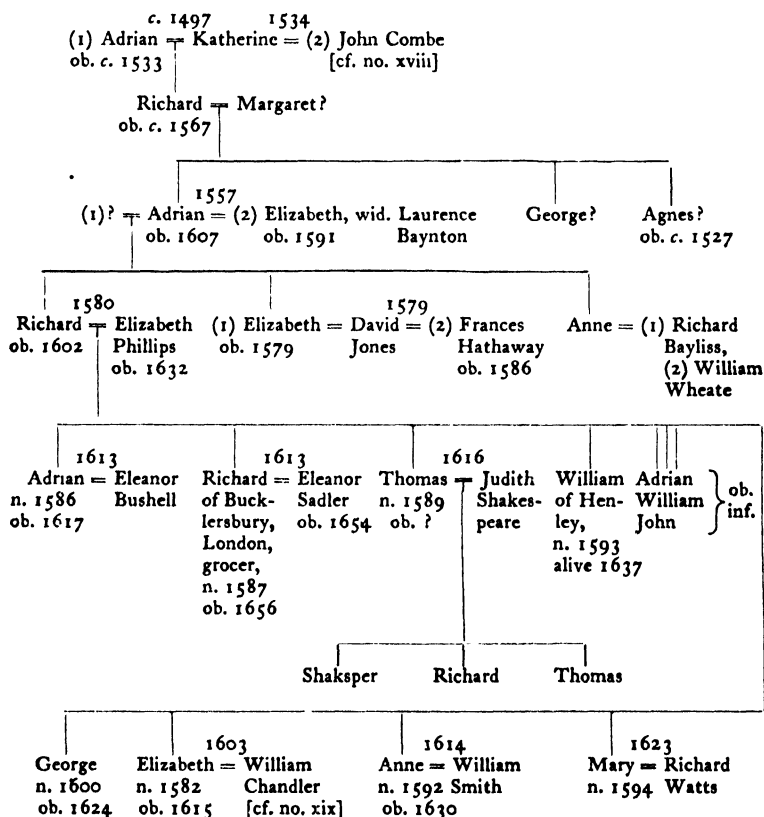 c. 1497 1534
(1) Adrian = Katherine = (2) John Combe
ob. c. 1533 [cf. no. xviii]
Richard = Margaret?
ob. c. 1567
1557
(1)? = Adrian = (2) Elizabeth, wid. Laurence George? Agnes?
ob. 1607 ob. 1591 Baynton ob. c. 1527
1580 1579
Richard = Elizabeth (1) Elizabeth = David = (2) Frances Anne = (1) Richard
ob. 1602 Phillips ob. 1579 Jones Hathaway Bayliss,
ob. 1632 ob. 1586 (2) William
Wheate
1613 1613 1616
Adrian = Eleanor Richard = Eleanor Thomas = Judith William Adrian
n. 1586 Bushell of Buck- Sadler n. 1589 Shakes- of Hen- William ob.
ob. 1617 lersbury, ob. 1654 ob. ? peare ley, John inf.
London, n. 1593
grocer, alive 1637
n. 1587
ob. 1656
Shaksper Richard Thomas
1603 1614 1623
George Elizabeth = William Anne = William Mary = Richard
n. 1600 n. 1582 Chandler n. 1592 Smith n. 1594 Watts
ob. 1624 ob. 1615 [cf. no. xix] ob. 1630